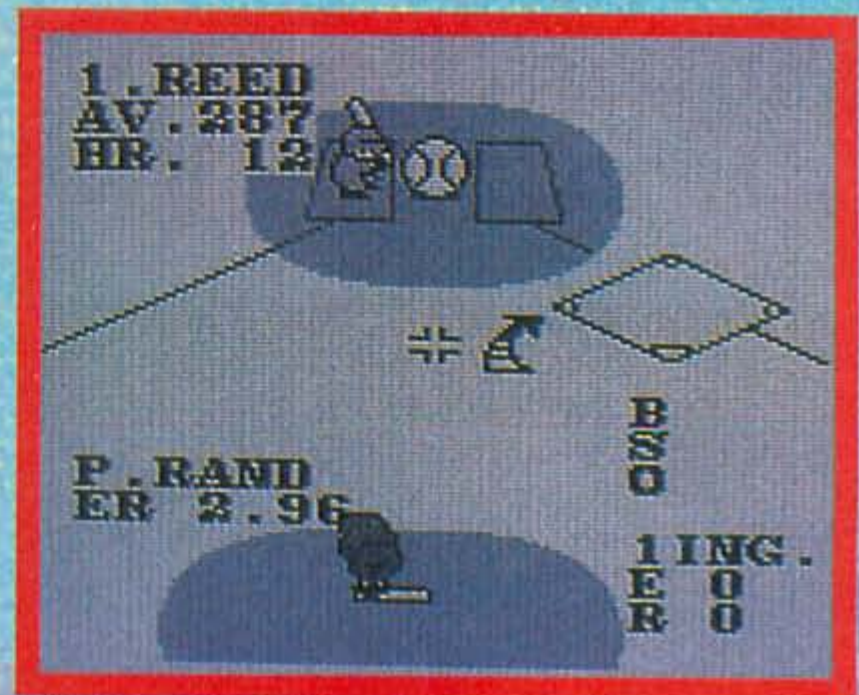 1.REED
AV.287
HR. 12
P.RAND
ER 2.96
B
S
O
1ING.
E 0
R 0